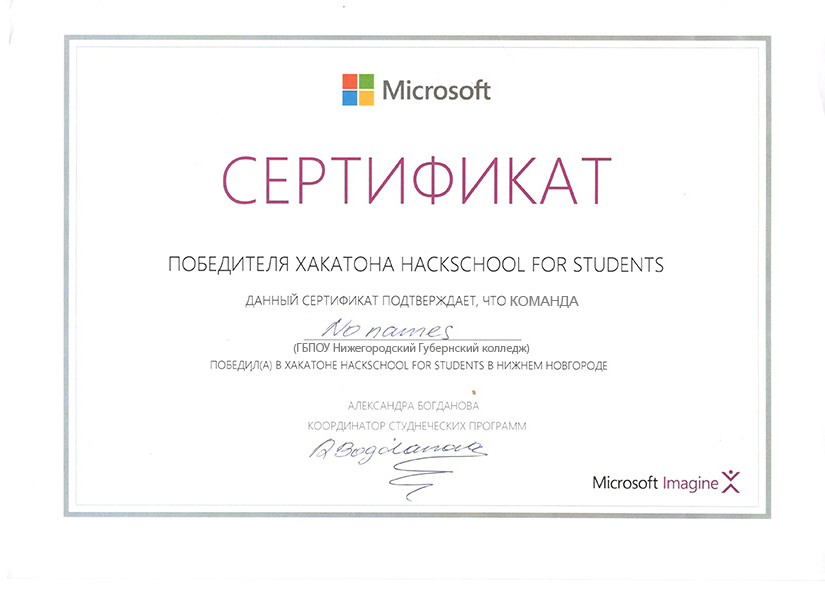 Microsoft
СЕРТИФИКАТ
ПОБЕДИТЕЛЯ ХАКАТОНА HACKSCHOOL FOR STUDENTS
ДАННЫЙ СЕРТИФИКАТ ПОДТВЕРЖДАЕТ, ЧТО КОМАНДА
No names
(ГБПОУ Нижегородский Губернский колледж)
ПОБЕДИЛ(А) В ХАКАТОНЕ HACKSCHOOL FOR STUDENTS В НИЖНЕМ НОВГОРОДЕ
АЛЕКСАНДРА БОГДАНОВА
КООРДИНАТОР СТУДНЕЧЕСКИХ ПРОГРАММ
ABogdanova
Microsoft Imagine